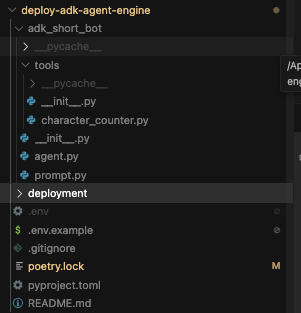 deploy-adk-agent-engine
adk_short_bot
__pycache__
tools
/Ap
eng
__pycache__
__init__.py
character_counter.py
__init__.py
agent.py
prompt.py
deployment
.env
$ .env.example
.gitignore
poetry.lock M
pyproject.toml
README.md